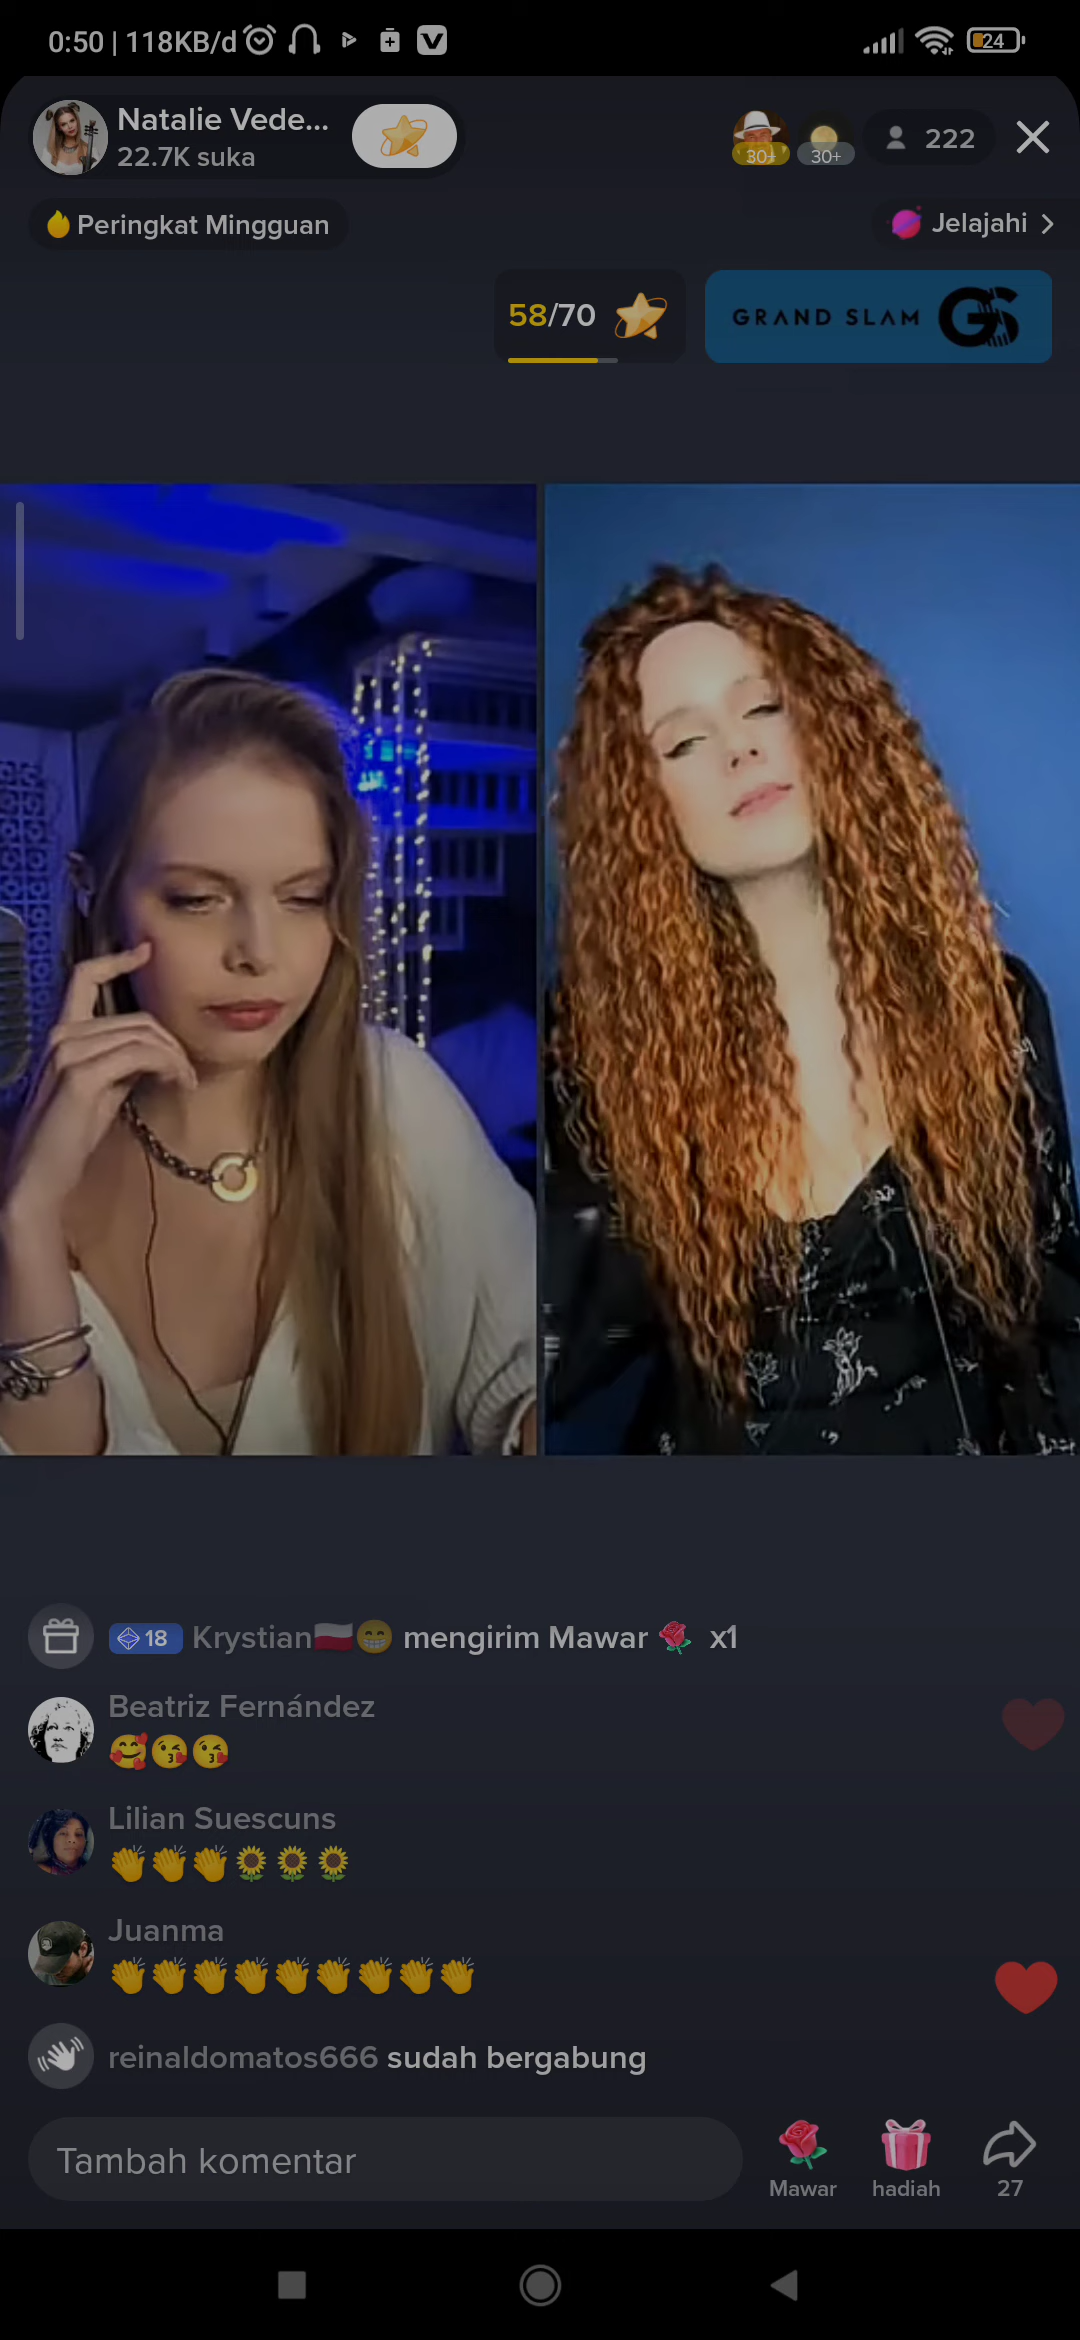 0:50 | 118KB/d
24
Natalie Vede...
22.7K suka
30+
30+
222
Peringkat Mingguan
Jelajahi
58/70
GRAND SLAM GS
18 Krystian🇵🇱😁 mengirim Mawar 🌹 x1
Beatriz Fernández
🥰😘😘
Lilian Suescuns
👏👏👏🌻🌻🌻
Juanma
👏👏👏👏👏👏👏👏👏
reinaldomatos666 sudah bergabung
Tambah komentar
Mawar
hadiah
27